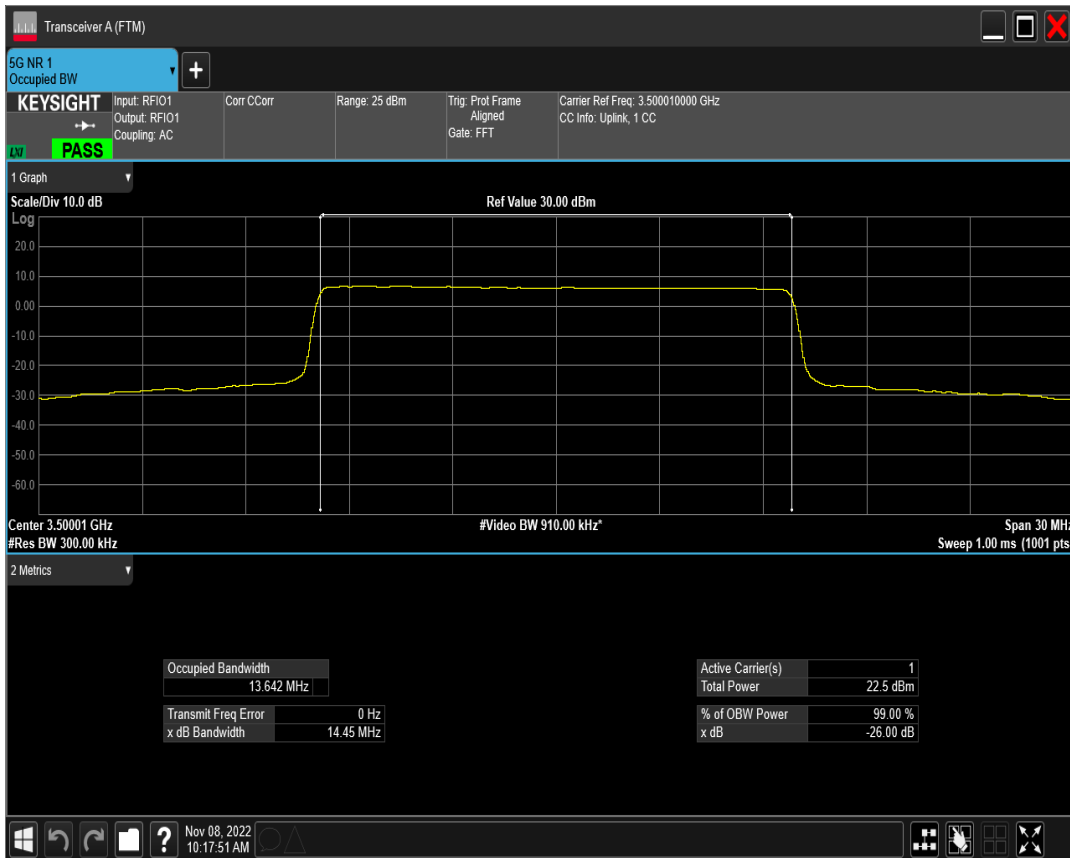 Transceiver A (FTM)
5G NR 1
Occupied BW
+
KEYSIGHT
LXI
PASS
Input: RFIO1
Output: RFIO1
Coupling: AC
Corr CCorr
Range: 25 dBm
Trig: Prot Frame
Aligned
Gate: FFT
Carrier Ref Freq: 3.500010000 GHz
CC Info: Uplink, 1 CC
1 Graph
Scale/Div 10.0 dB
Ref Value 30.00 dBm
Log
20.0
10.0
0.00
-10.0
-20.0
-30.0
-40.0
-50.0
-60.0
Center 3.50001 GHz
#Video BW 910.00 kHz*
Span 30 MHz
#Res BW 300.00 kHz
Sweep 1.00 ms (1001 pts
2 Metrics
Occupied Bandwidth
13.642 MHz
Transmit Freq Error 0 Hz
x dB Bandwidth 14.45 MHz
Active Carrier(s) 1
Total Power 22.5 dBm
% of OBW Power 99.00 %
x dB -26.00 dB
?
Nov 08, 2022
10:17:51 AM